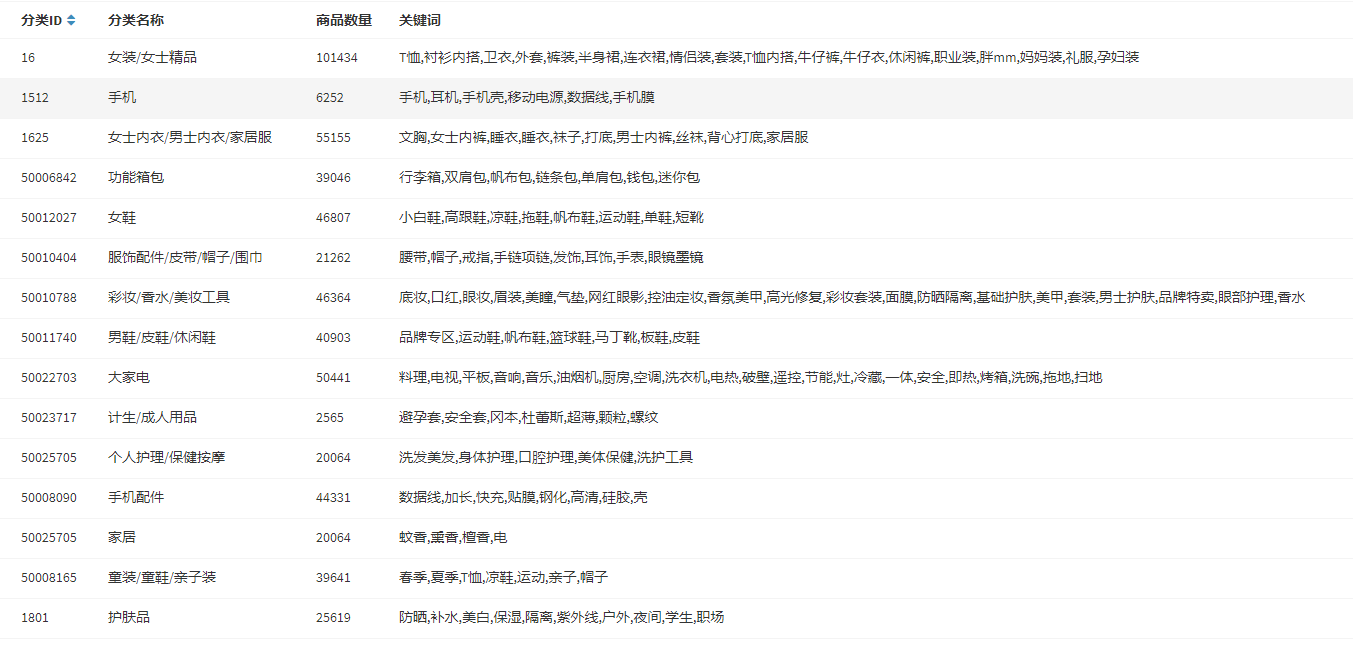 分类ID 分类名称 商品数量 关键词
16 女装/女士精品 101434 T恤,衬衫内搭,卫衣,外套,裤装,半身裙,连衣裙,情侣装,套装,T恤内搭,牛仔裤,牛仔衣,休闲裤,职业装,胖mm,妈妈装,礼服,孕妇装
1512 手机 6252 手机,耳机,手机壳,移动电源,数据线,手机膜
1625 女士内衣/男士内衣/家居服 55155 文胸,女士内裤,睡衣,睡衣,袜子,打底,男士内裤,丝袜,背心打底,家居服
50006842 功能箱包 39046 行李箱,双肩包,帆布包,链条包,单肩包,钱包,迷你包
50012027 女鞋 46807 小白鞋,高跟鞋,凉鞋,拖鞋,帆布鞋,运动鞋,单鞋,短靴
50010404 服饰配件/皮带/帽子/围巾 21262 腰带,帽子,戒指,手链项链,发饰,耳饰,手表,眼镜墨镜
50010788 彩妆/香水/美妆工具 46364 底妆,口红,眼妆,眉装,美瞳,气垫,网红眼影,控油定妆,香氛美甲,高光修复,彩妆套装,面膜,防晒隔离,基础护肤,美甲,套装,男士护肤,品牌特卖,眼部护理,香水
50011740 男鞋/皮鞋/休闲鞋 40903 品牌专区,运动鞋,帆布鞋,篮球鞋,马丁靴,板鞋,皮鞋
50022703 大家电 50441 料理,电视,平板,音响,音乐,油烟机,厨房,空调,洗衣机,电热,破壁,遥控,节能,灶,冷藏,一体,安全,即热,烤箱,洗碗,拖地,扫地
50023717 计生/成人用品 2565 避孕套,安全套,冈本,杜蕾斯,超薄,颗粒,螺纹
50025705 个人护理/保健按摩 20064 洗发美发,身体护理,口腔护理,美体保健,洗护工具
50008090 手机配件 44331 数据线,加长,快充,贴膜,钢化,高清,硅胶,壳
50025705 家居 20064 蚊香,熏香,檀香,电
50008165 童装/童鞋/亲子装 39641 春季,夏季,T恤,凉鞋,运动,亲子,帽子
1801 护肤品 25619 防晒,补水,美白,保湿,隔离,紫外线,户外,夜间,学生,职场